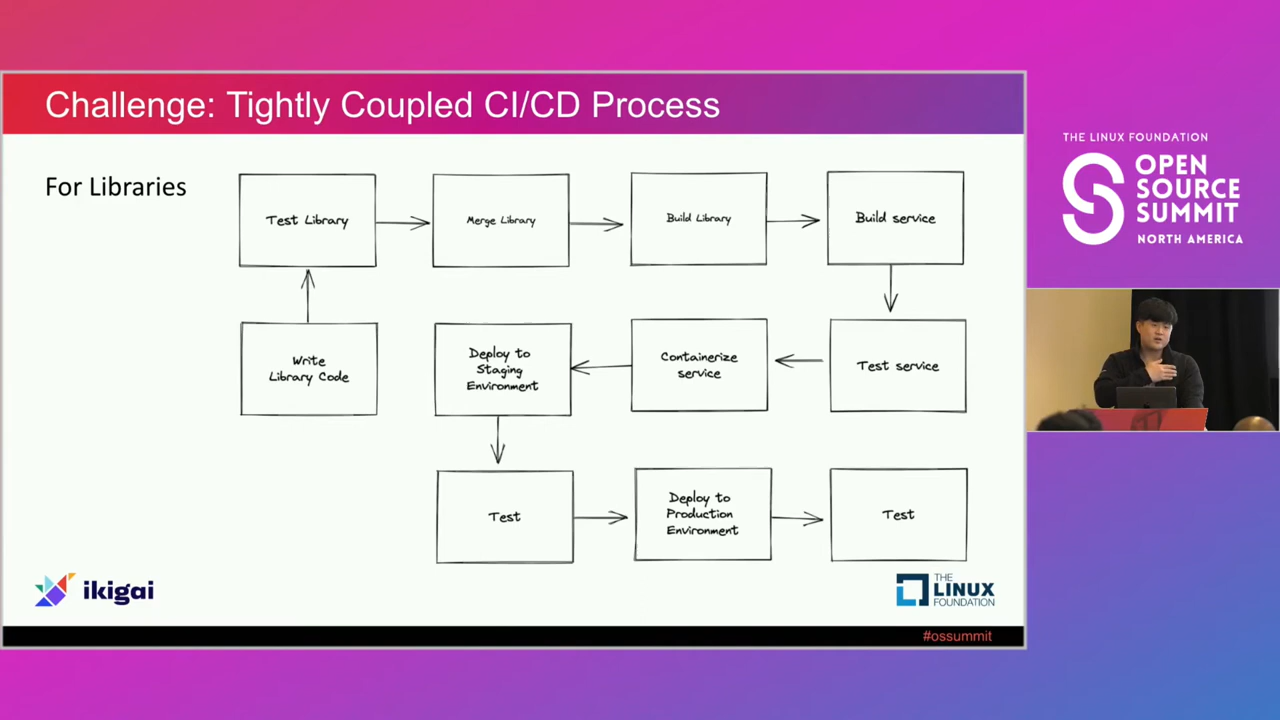 Challenge: Tightly Coupled CI/CD Process
For Libraries
Test Library
Merge Library
Build Library
Build service
Write
Library Code
Deploy to
Staging
Environment
Containerize
service
Test service
Test
Deploy to
Production
Environment
Test
ikigai
THE
LINUX
FOUNDATION
#ossummit
THE LINUX FOUNDATION
OPEN
SOURCE
SUMMIT
NORTH AMERICA